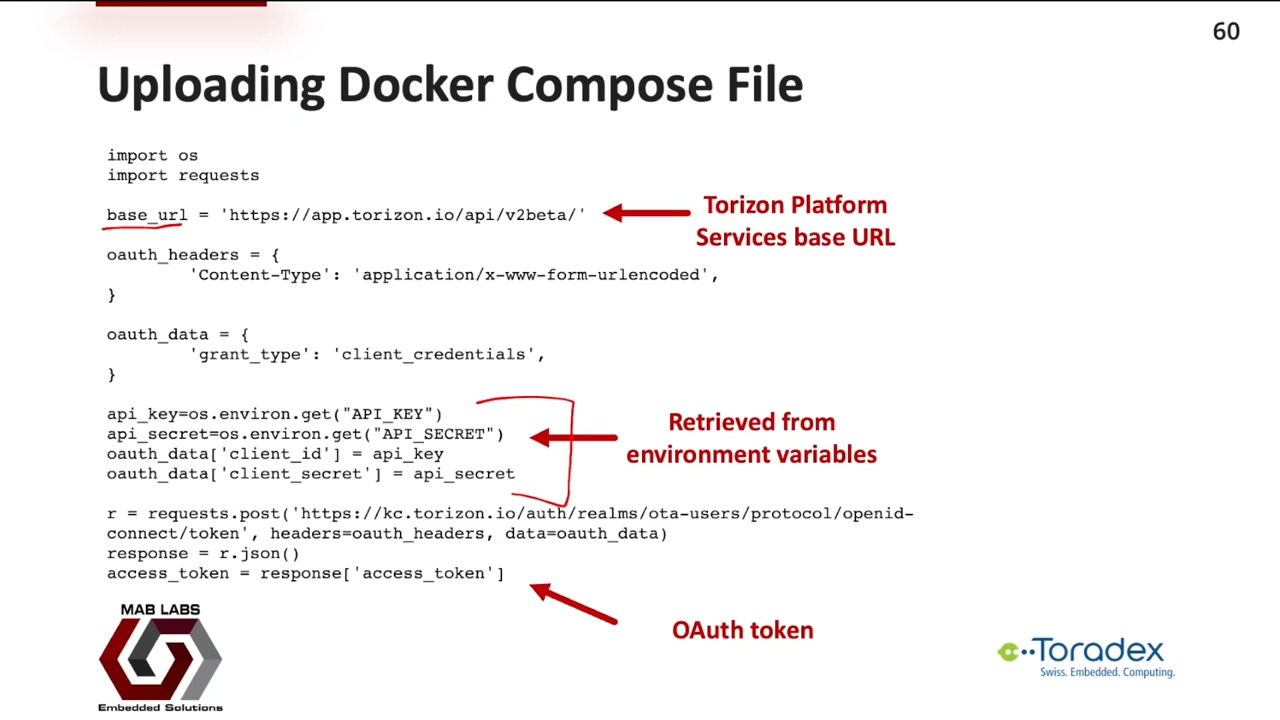 60
Uploading Docker Compose File
import os
import requests
base_url = 'https://app.torizon.io/api/v2beta/'
Torizon Platform
Services base URL
oauth_headers = {
'Content-Type': 'application/x-www-form-urlencoded',
}
oauth_data = {
'grant_type': 'client_credentials',
}
api_key=os.environ.get("API_KEY")
api_secret=os.environ.get("API_SECRET")
oauth_data['client_id'] = api_key
oauth_data['client_secret'] = api_secret
Retrieved from
environment variables
r = requests.post('https://kc.torizon.io/auth/realms/ota-users/protocol/openid-
connect/token', headers=oauth_headers, data=oauth_data)
response = r.json()
access_token = response['access_token']
OAuth token
MAB LABS
Embedded Solutions
Toradex
Swiss. Embedded. Computing.